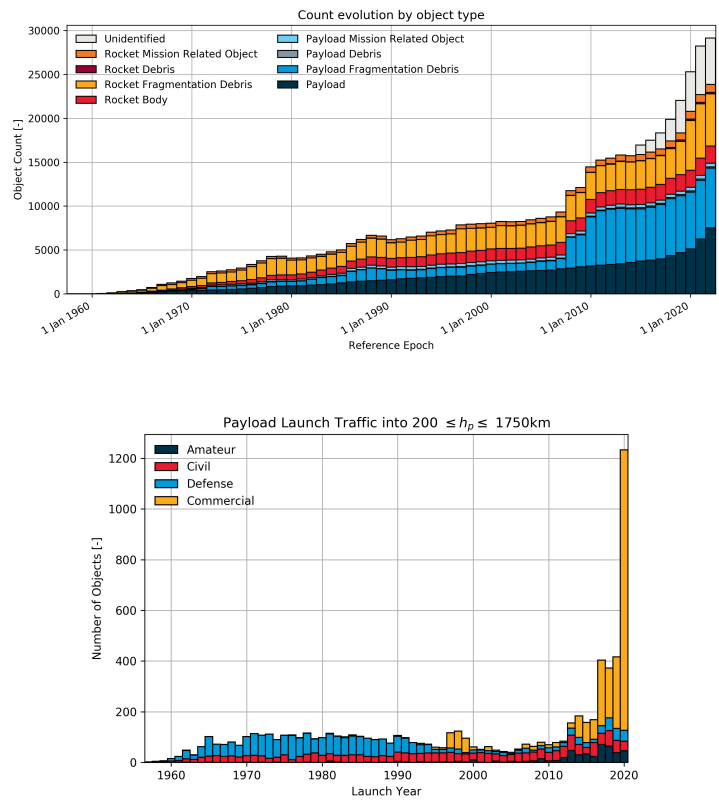 Count evolution by object type
30000
25000
20000
15000
10000
5000
0
Object Count [-]
Unidentified
Rocket Mission Related Object
Rocket Debris
Rocket Fragmentation Debris
Rocket Body
Payload Mission Related Object
Payload Debris
Payload Fragmentation Debris
Payload
1 Jan 1960
1 Jan 1970
1 Jan 1980
1 Jan 1990
1 Jan 2000
1 Jan 2010
1 Jan 2020
Reference Epoch
Payload Launch Traffic into 200 ≤ hₚ ≤ 1750km
1200
1000
800
600
400
200
0
Number of Objects [-]
Amateur
Civil
Defense
Commercial
1960
1970
1980
1990
2000
2010
2020
Launch Year